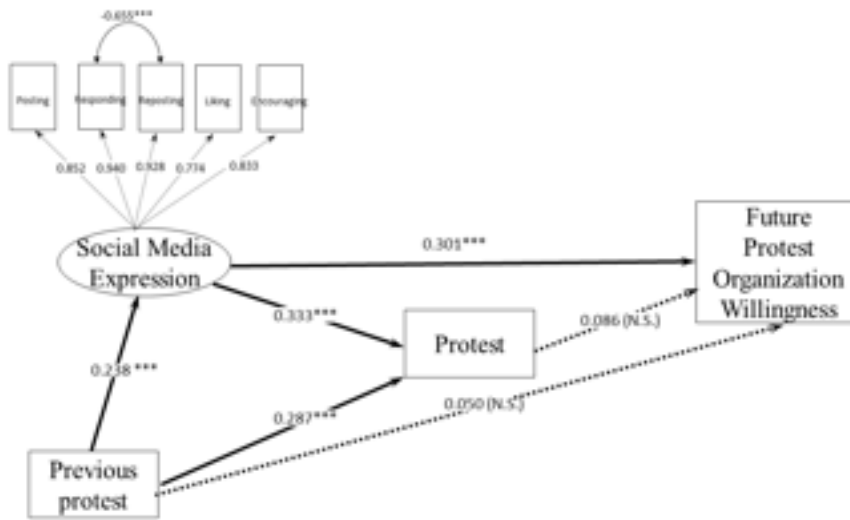 -0.655***
Posting
Responding
Reposting
Liking
Encouraging
0.852
0.940
0.928
0.774
0.833
Social Media
Expression
0.301***
Future
Protest
Organization
Willingness
0.333***
Protest
0.086 (N.S.)
0.238 ***
0.287***
0.050 (N.S.)
Previous
protest